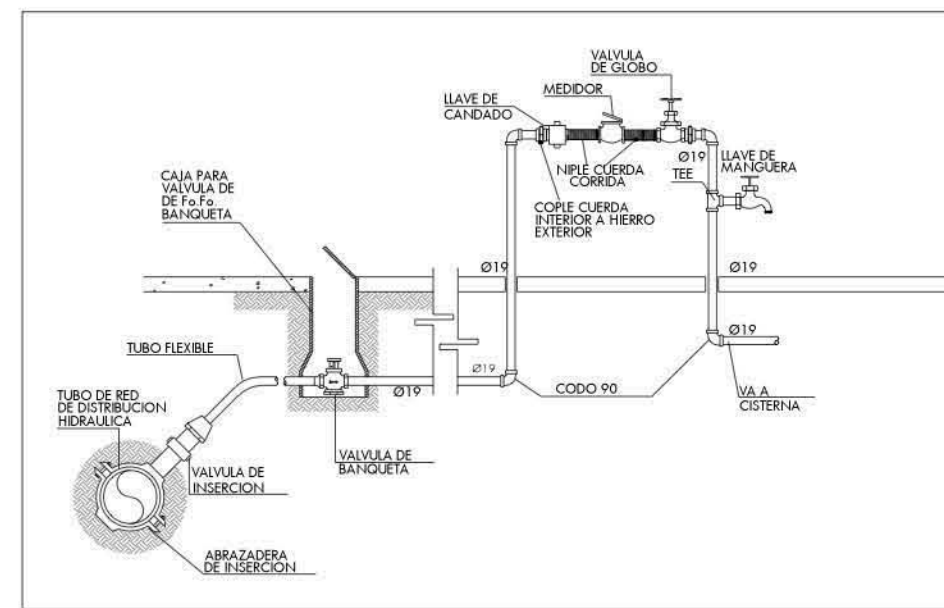 VALVULA
DE GLOBO
MEDIDOR
LLAVE DE
CANDADO
Ø19
LLAVE DE
MANGUERA
TEE
NIPLE CUERDA
CORRIDA
COPLE CUERDA
INTERIOR A HIERRO
EXTERIOR
CAJA PARA
VALVULA DE
DE Fo.Fo.
BANQUETA
Ø19
Ø19
TUBO FLEXIBLE
Ø19
Ø19
Ø19
CODO 90
VA A
CISTERNA
TUBO DE RED
DE DISTRIBUCION
HIDRAULICA
VALVULA DE
BANQUETA
VALVULA DE
INSERCION
ABRAZADERA
DE INSERCION